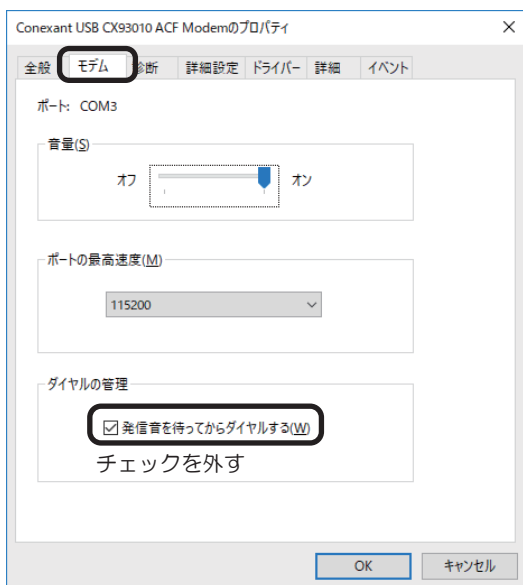 Conexant USB CX93010 ACF Modemのプロパティ
全般 モデム 診断 詳細設定 ドライバー 詳細 イベント
ポート: COM3
音量(S)
オフ オン
ポートの最高速度(M)
115200
ダイヤルの管理
発信音を待ってからダイヤルする(W)
チェックを外す
OK キャンセル